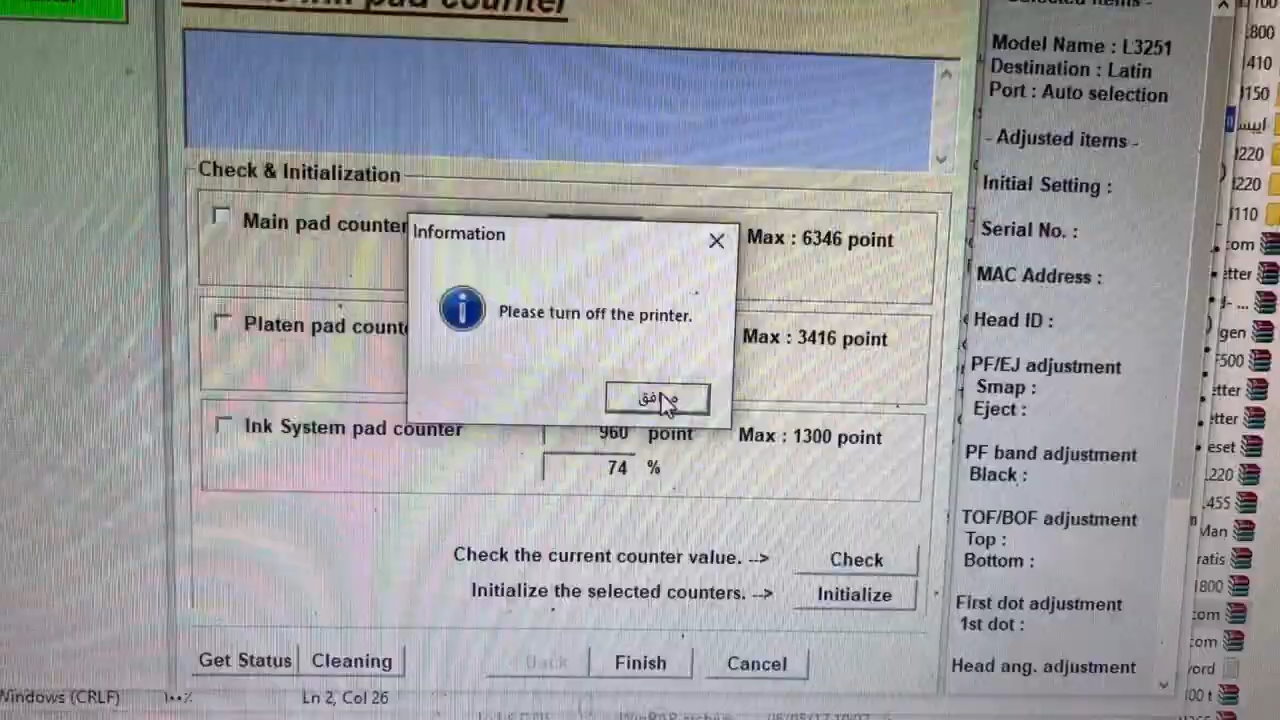 pad counter
Check & Initialization
Main pad counter
Max : 6346 point
Platen pad counte
Max : 3416 point
Ink System pad counter
960 point
Max : 1300 point
74 %
Information
Please turn off the printer.
موافق
Check the current counter value. -->
Check
Initialize the selected counters. -->
Initialize
Get Status
Cleaning
Back
Finish
Cancel
Windows (CRLF)
Ln 2, Col 26
Model Name : L3251
Destination : Latin
Port : Auto selection
- Adjusted items -
Initial Setting :
Serial No. :
MAC Address :
Head ID :
PF/EJ adjustment
Smap :
Eject :
PF band adjustment
Black :
TOF/BOF adjustment
Top :
Bottom :
First dot adjustment
1st dot :
Head ang. adjustment